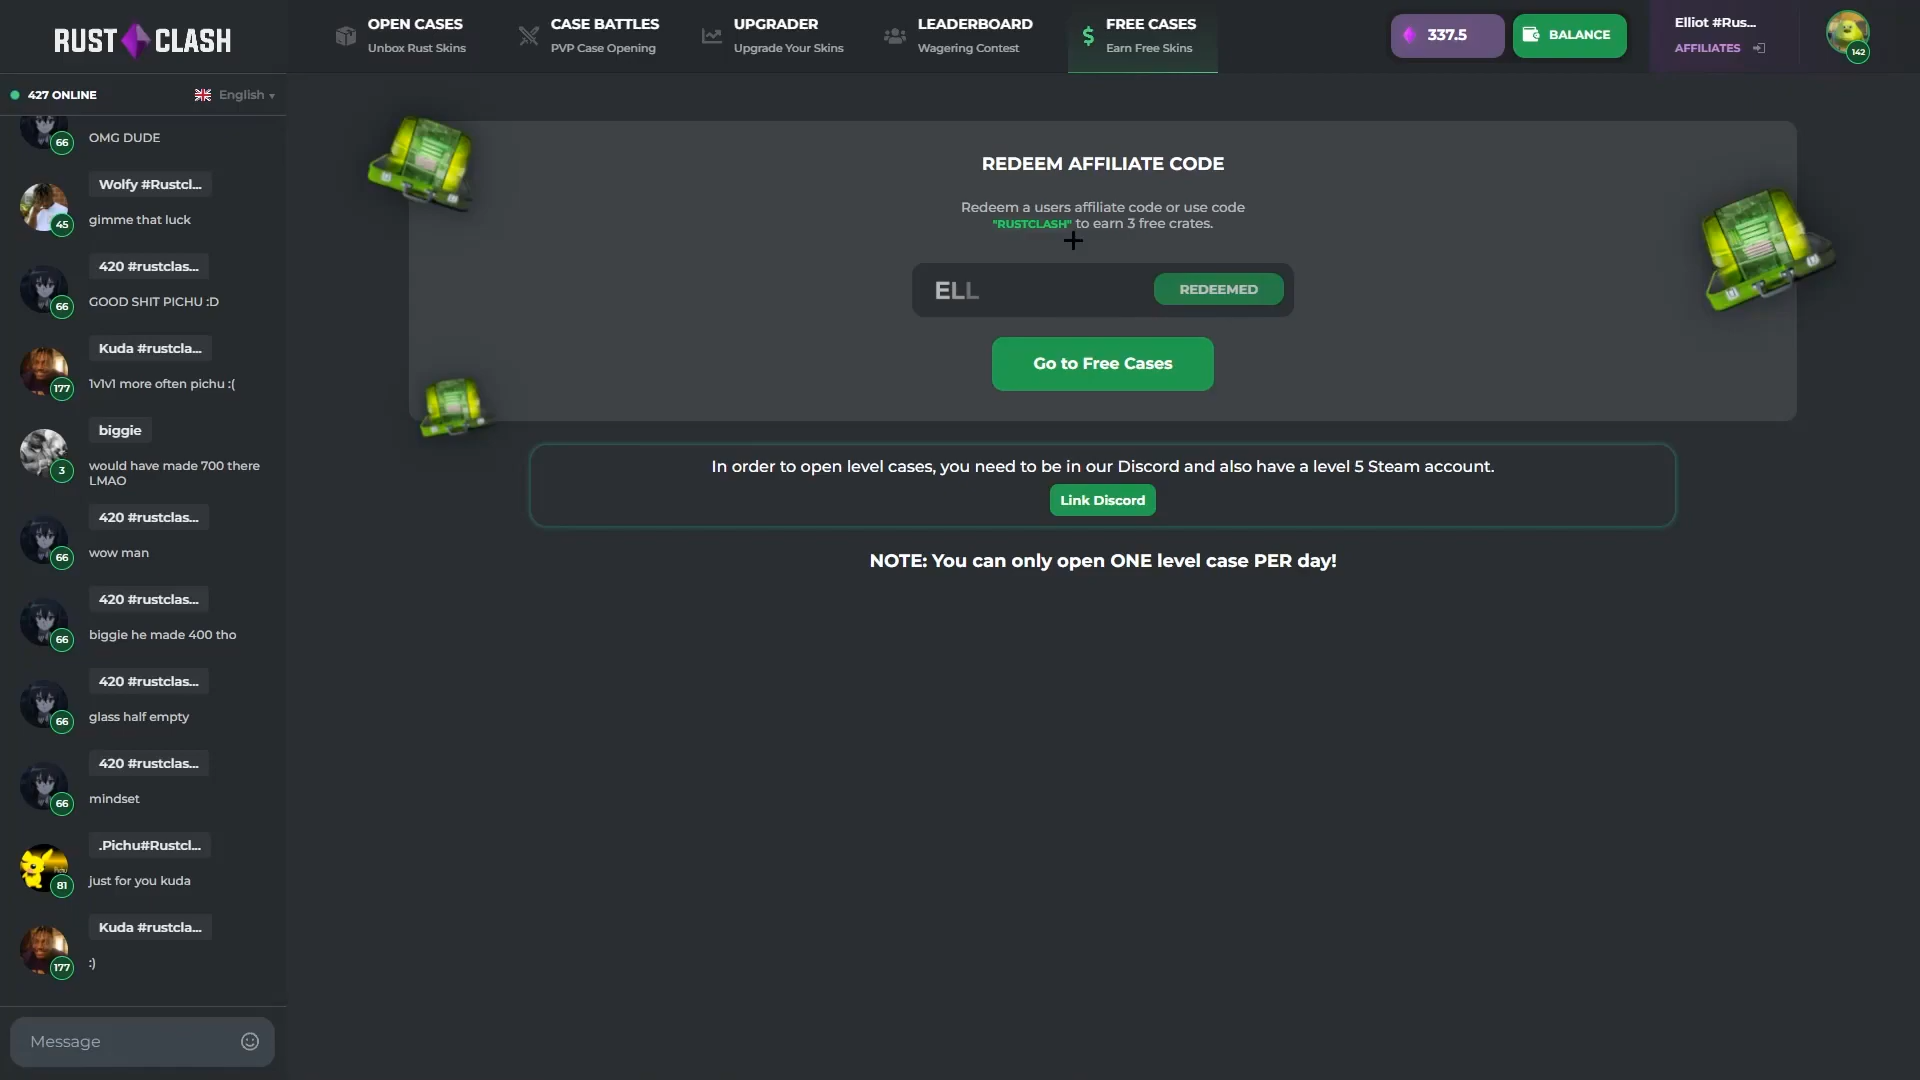 RUST CLASH
OPEN CASES
Unbox Rust Skins
CASE BATTLES
PVP Case Opening
UPGRADER
Upgrade Your Skins
LEADERBOARD
Wagering Contest
FREE CASES
Earn Free Skins
337.5
BALANCE
Elliot #Rus...
AFFILIATES
142
427 ONLINE
English
66
OMG DUDE
Wolfy #Rustcl...
45
gimme that luck
420 #rustclas...
66
GOOD SHIT PICHU :D
Kuda #rustcla...
177
1v1v1 more often pichu :(
biggie
3
would have made 700 there
LMAO
420 #rustclas...
66
wow man
420 #rustclas...
66
biggie he made 400 tho
420 #rustclas...
66
glass half empty
420 #rustclas...
66
mindset
.Pichu#Rustcl...
81
just for you kuda
Kuda #rustcla...
177
:)
Message
REDEEM AFFILIATE CODE
Redeem a users affiliate code or use code
"RUSTCLASH" to earn 3 free crates.
ELL
REDEEMED
Go to Free Cases
In order to open level cases, you need to be in our Discord and also have a level 5 Steam account.
Link Discord
NOTE: You can only open ONE level case PER day!